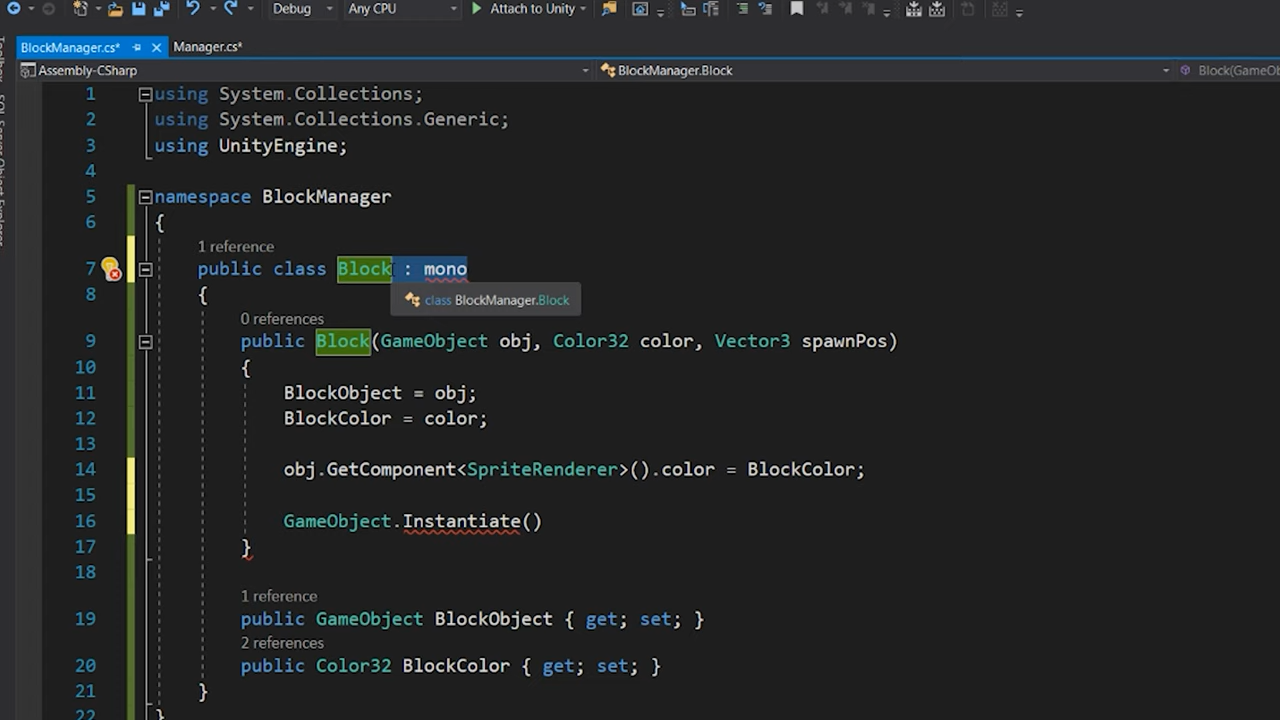 Debug Any CPU Attach to Unity
BlockManager.cs* Manager.cs*
Assembly-CSharp BlockManager.Block Block(GameO
1 using System.Collections;
2 using System.Collections.Generic;
3 using UnityEngine;
4
5 namespace BlockManager
6 {
1 reference
7 public class Block : mono
8 {
class BlockManager.Block
0 references
9 public Block(GameObject obj, Color32 color, Vector3 spawnPos)
10 {
11 BlockObject = obj;
12 BlockColor = color;
13
14 obj.GetComponent<SpriteRenderer>().color = BlockColor;
15
16 GameObject.Instantiate()
17 }
18
1 reference
19 public GameObject BlockObject { get; set; }
2 references
20 public Color32 BlockColor { get; set; }
21 }
22 }